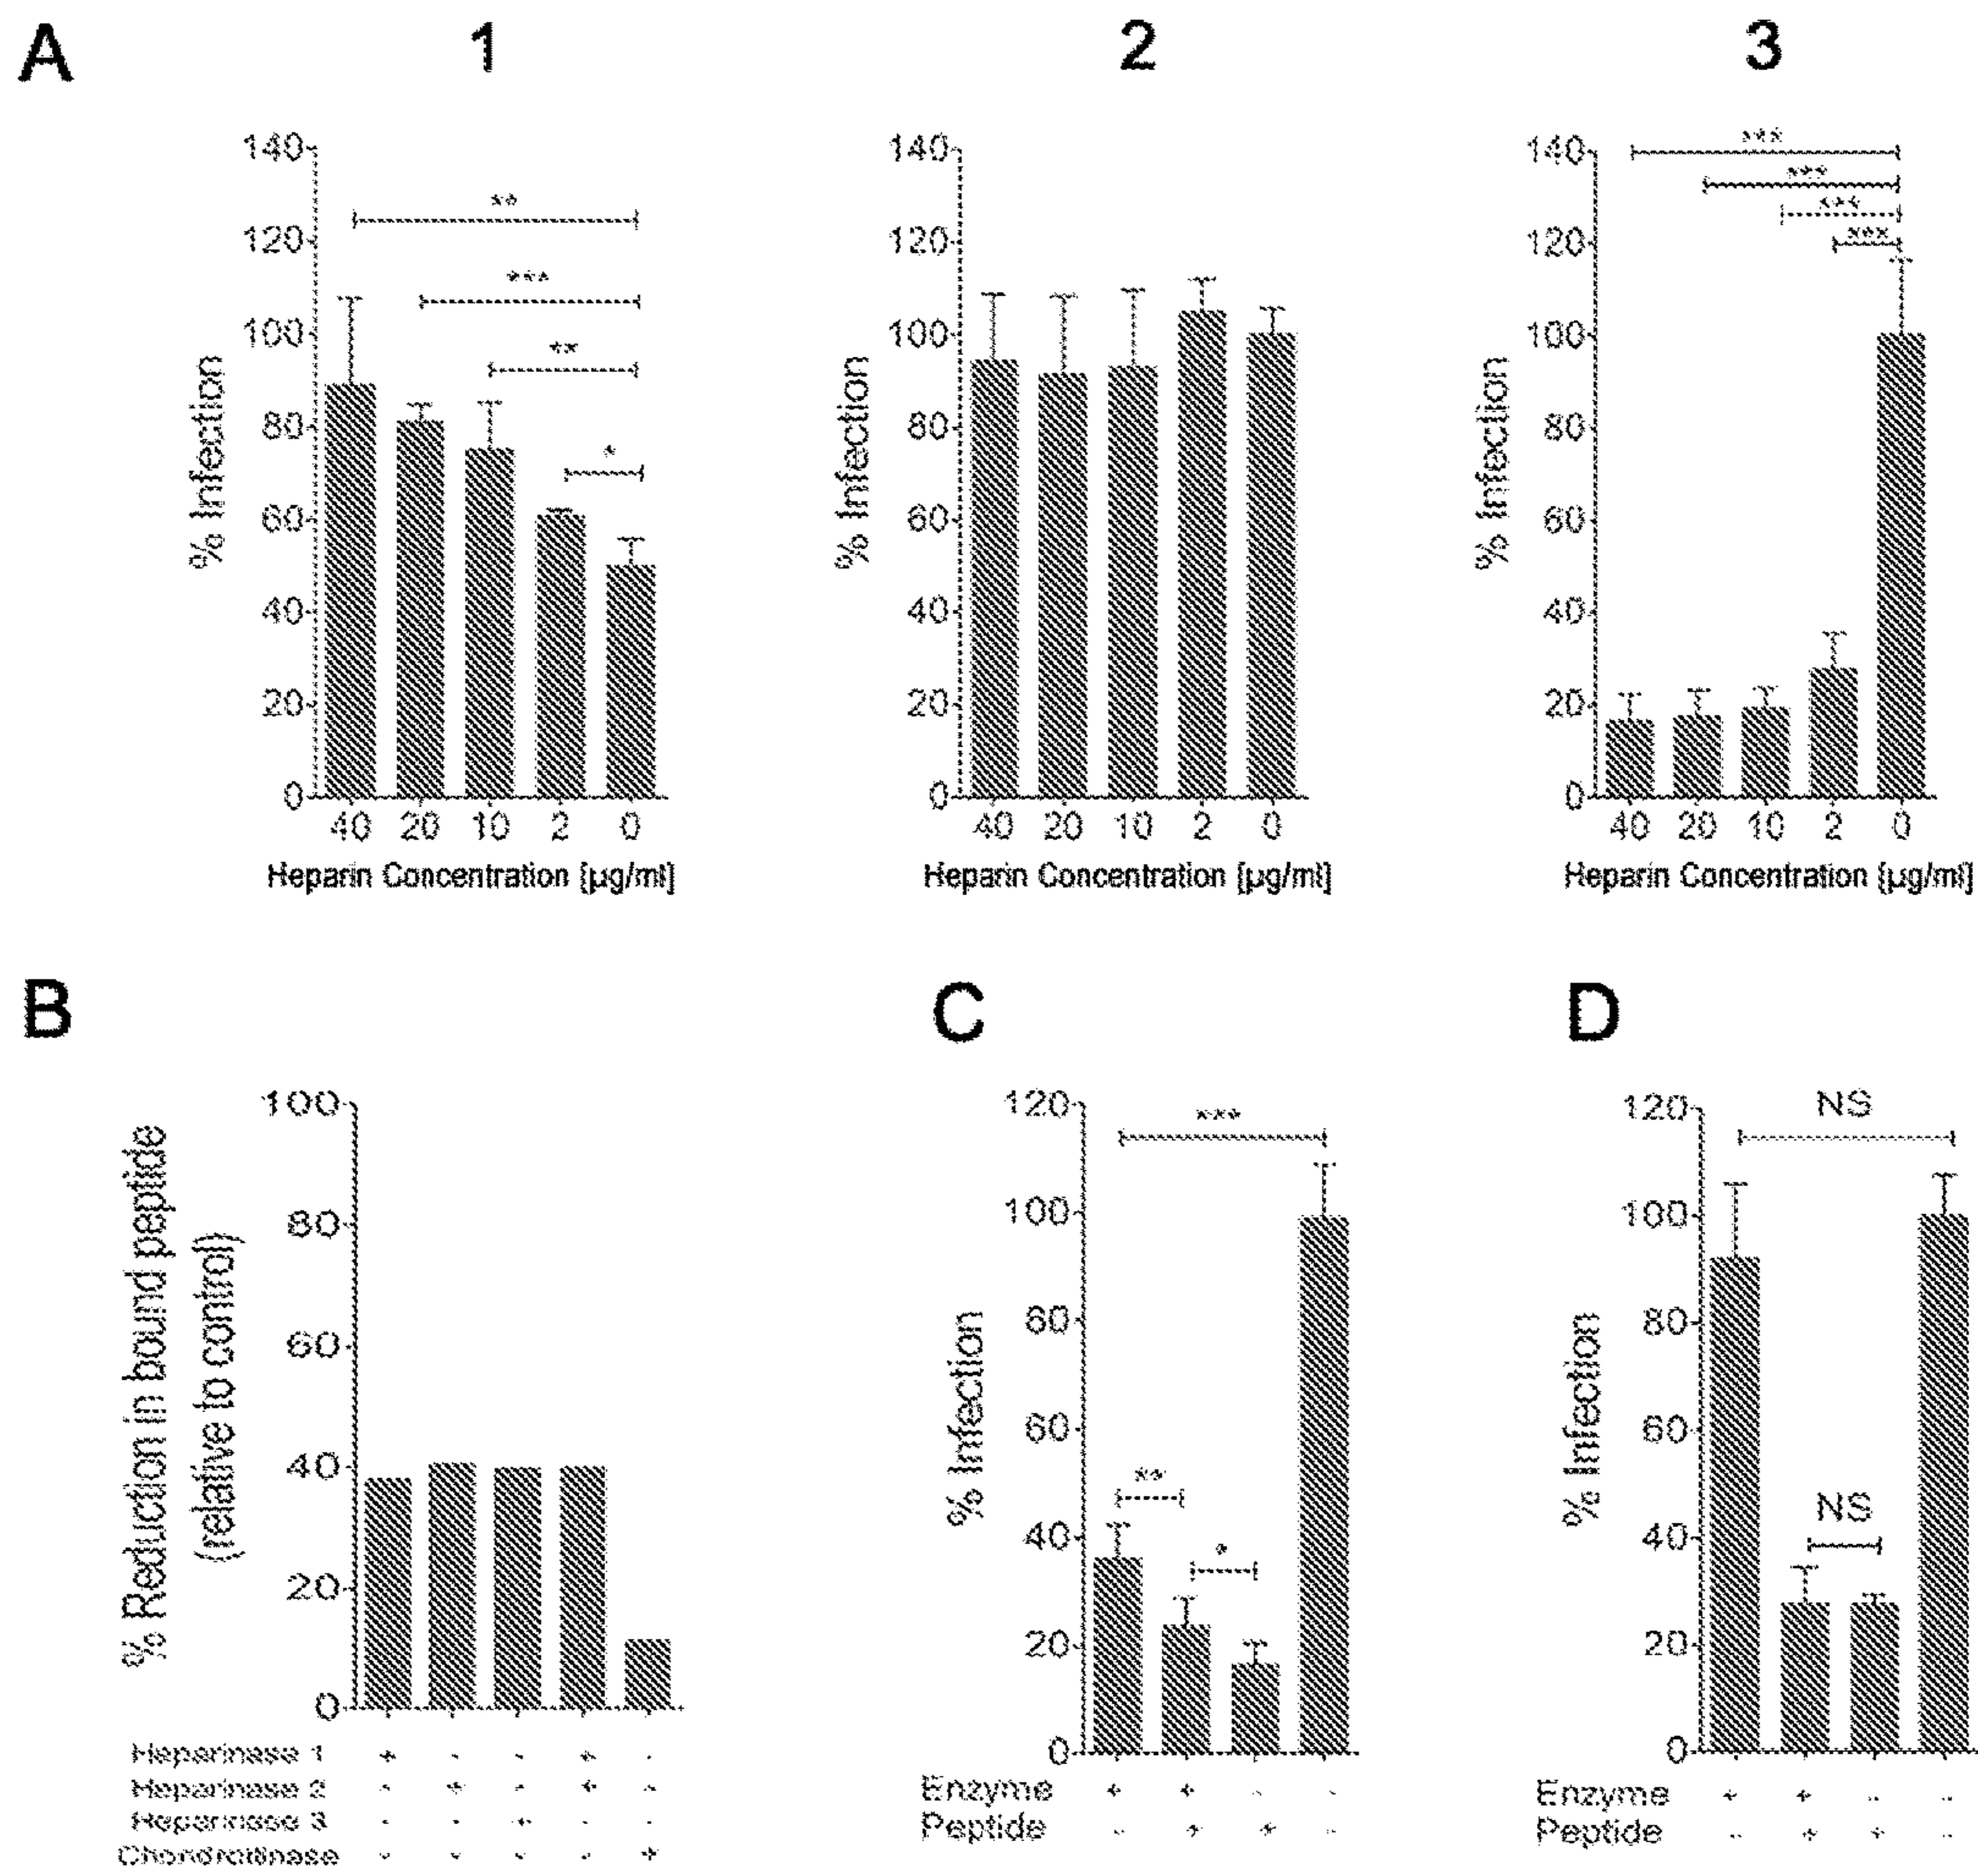 A
1
2
3
140
120
100
80
60
40
20
0
% Infection
**
***
**
*
40 20 10 2 0
Heparin Concentration [µg/ml]
140
120
100
80
60
40
20
0
% Infection
40 20 10 2 0
Heparin Concentration [µg/ml]
140
120
100
80
60
40
20
0
% Infection
***
***
***
***
40 20 10 2 0
Heparin Concentration [µg/ml]
B
100
80
60
40
20
0
% Reduction in bound peptide
(relative to control)
Heparinase 1 + - - + -
Heparinase 2 - + - + -
Heparinase 3 - - + - -
Chondroitinase - - - - +
C
120
100
80
60
40
20
0
% Infection
***
**
*
Enzyme + + - -
Peptide - + + -
D
120
100
80
60
40
20
0
% Infection
NS
NS
Enzyme + + - -
Peptide - + + -